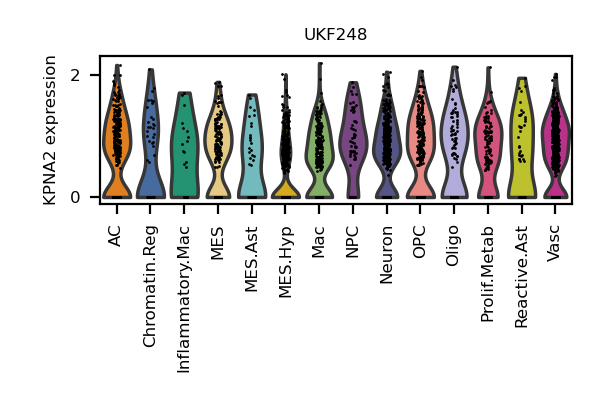 UKF248
KPNA2 expression
2
0
AC
Chromatin.Reg
Inflammatory.Mac
MES
MES.Ast
MES.Hyp
Mac
NPC
Neuron
OPC
Oligo
Prolif.Metab
Reactive.Ast
Vasc